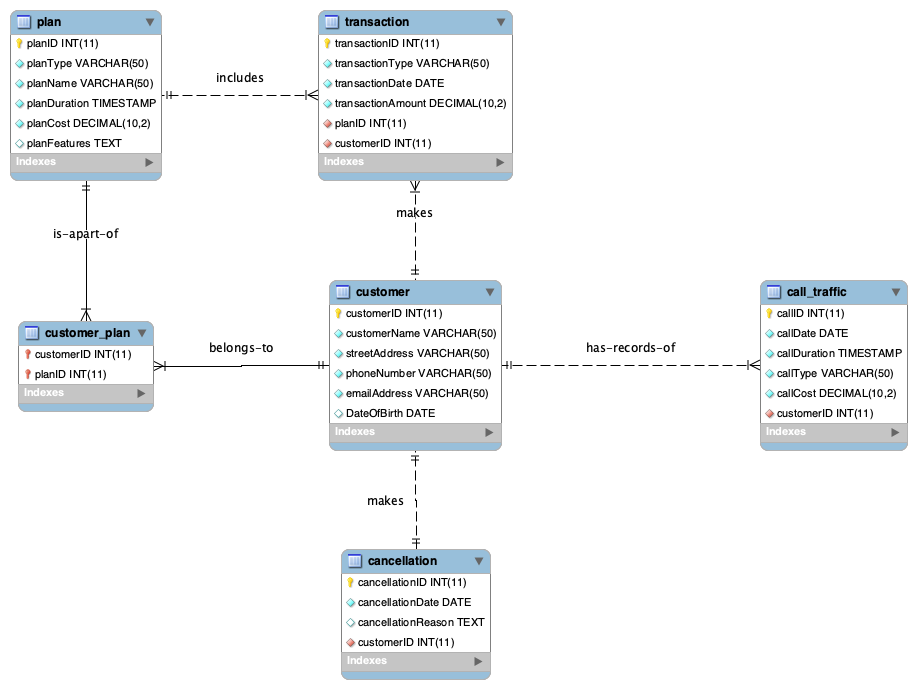 plan
planID INT(11)
planType VARCHAR(50)
planName VARCHAR(50)
planDuration TIMESTAMP
planCost DECIMAL(10,2)
planFeatures TEXT
Indexes
includes
transaction
transactionID INT(11)
transactionType VARCHAR(50)
transactionDate DATE
transactionAmount DECIMAL(10,2)
planID INT(11)
customerID INT(11)
Indexes
is-apart-of
makes
customer_plan
customerID INT(11)
planID INT(11)
Indexes
belongs-to
customer
customerID INT(11)
customerName VARCHAR(50)
streetAddress VARCHAR(50)
phoneNumber VARCHAR(50)
emailAddress VARCHAR(50)
DateOfBirth DATE
Indexes
has-records-of
call_traffic
callID INT(11)
callDate DATE
callDuration TIMESTAMP
callType VARCHAR(50)
callCost DECIMAL(10,2)
customerID INT(11)
Indexes
makes
cancellation
cancellationID INT(11)
cancellationDate DATE
cancellationReason TEXT
customerID INT(11)
Indexes